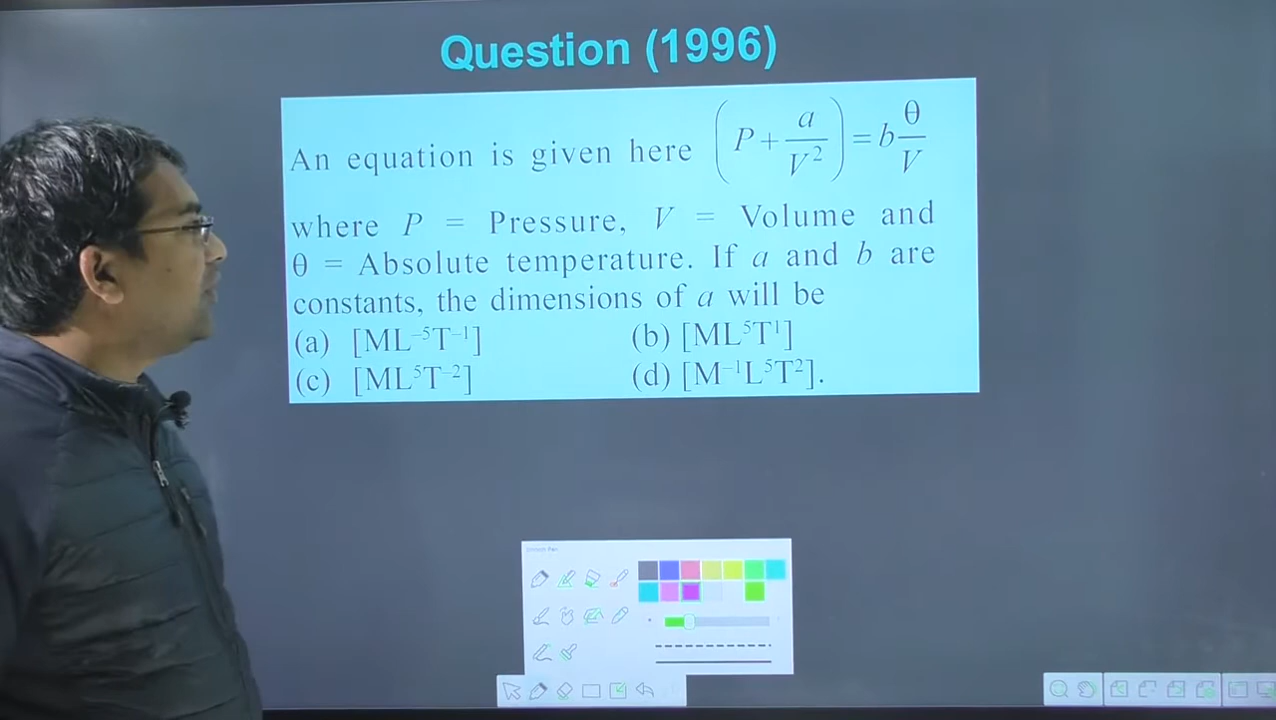 Question (1996)
An equation is given here (P + a/V²) = b θ/V
where P = Pressure, V = Volume and
θ = Absolute temperature. If a and b are
constants, the dimensions of a will be
(a) [ML⁻⁵T⁻¹] (b) [ML⁵T¹]
(c) [ML⁵T⁻²] (d) [M⁻¹L⁵T²].